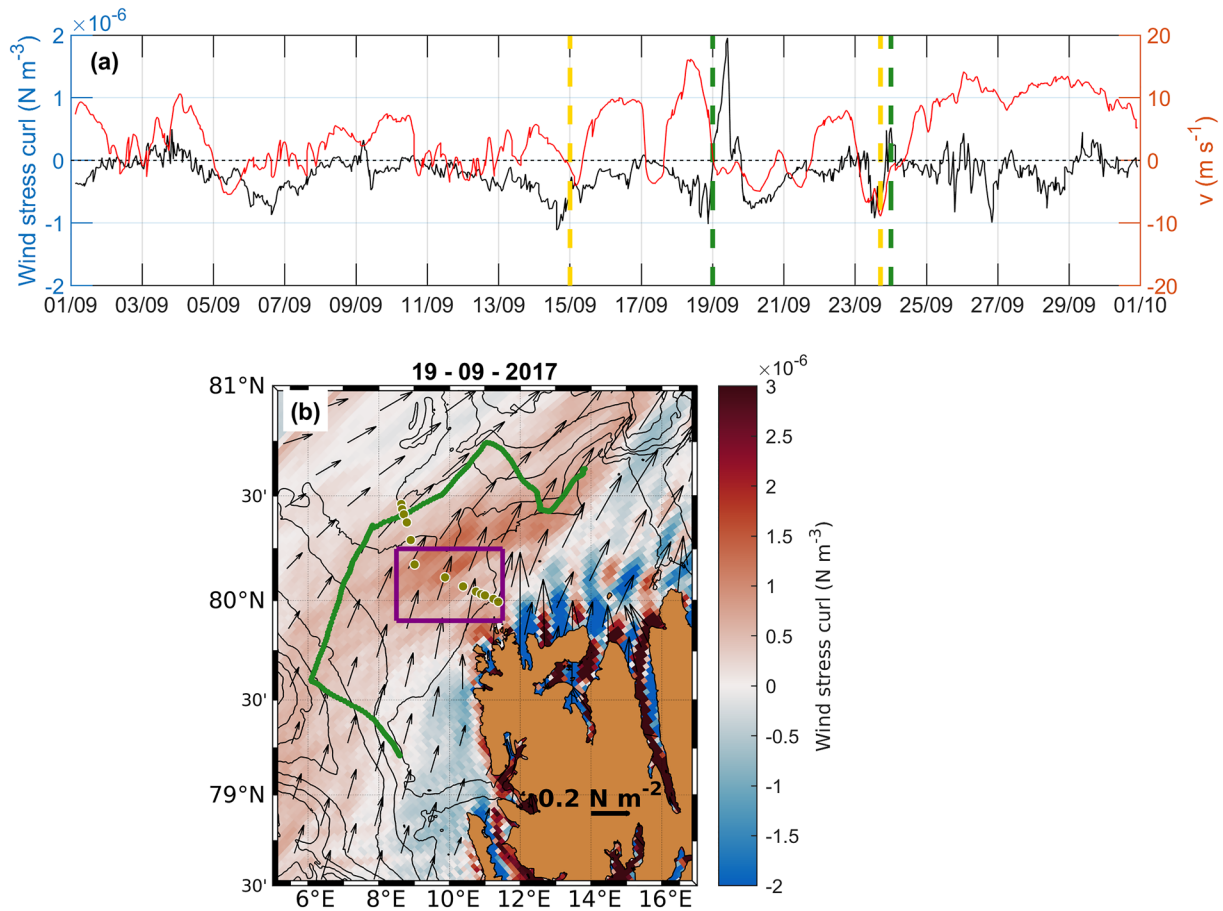 ×10⁻⁶
(a)
Wind stress curl (N m⁻³)
2
1
0
-1
-2
20
10
0
-10
-20
v (m s⁻¹)
01/09 03/09 05/09 07/09 09/09 11/09 13/09 15/09 17/09 19/09 21/09 23/09 25/09 27/09 29/09 01/10
19 - 09 - 2017
(b)
81°N
30'
80°N
30'
79°N
30'
6°E 8°E 10°E 12°E 14°E 16°E
0.2 N m⁻²
×10⁻⁶
3
2.5
2
1.5
1
0.5
0
-0.5
-1
-1.5
-2
Wind stress curl (N m⁻³)